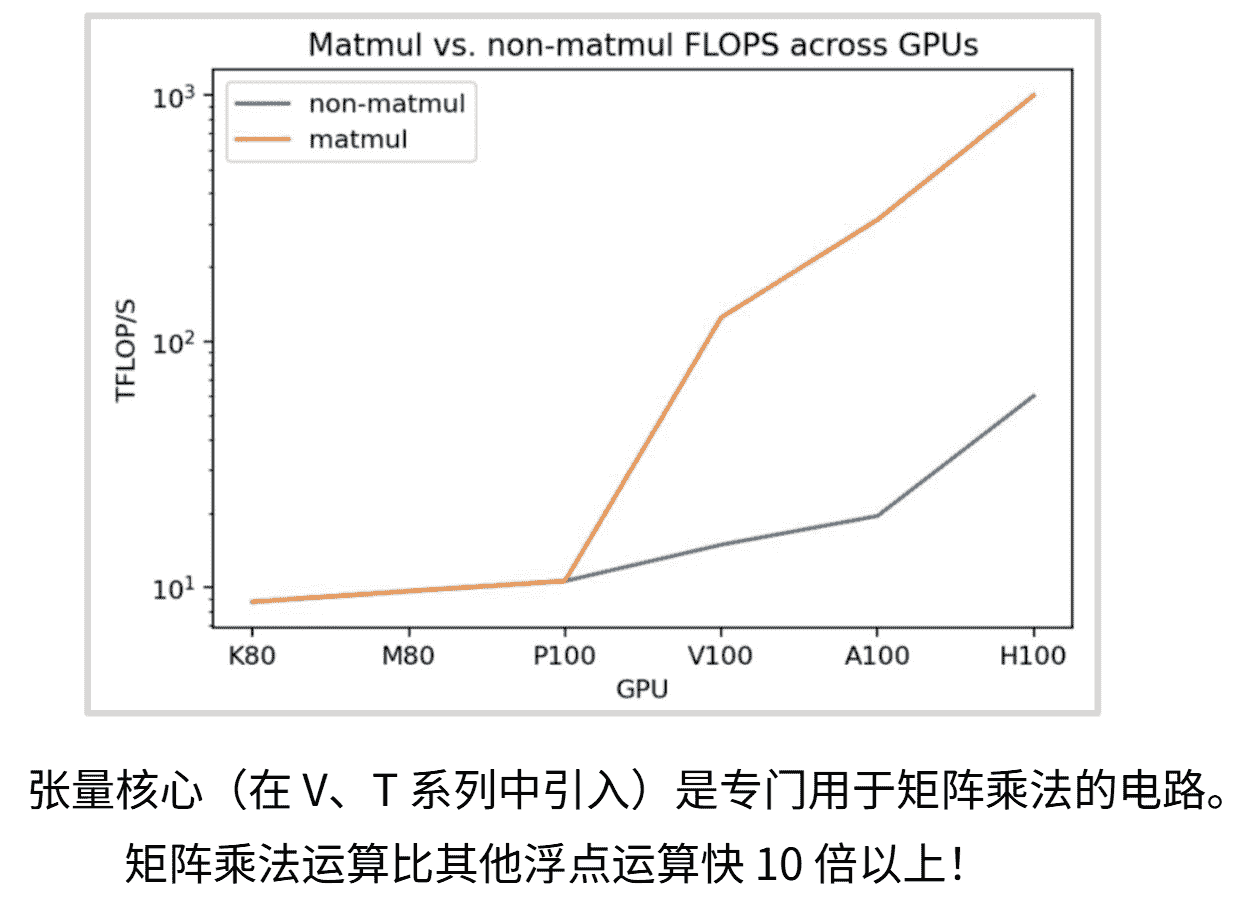 Matmul vs. non-matmul FLOPS across GPUs
10³
non-matmul
matmul
10²
TFLOP/S
10¹
K80 M80 P100 V100 A100 H100
GPU
张量核心（在 V、T 系列中引入）是专门用于矩阵乘法的电路。
矩阵乘法运算比其他浮点运算快 10 倍以上！